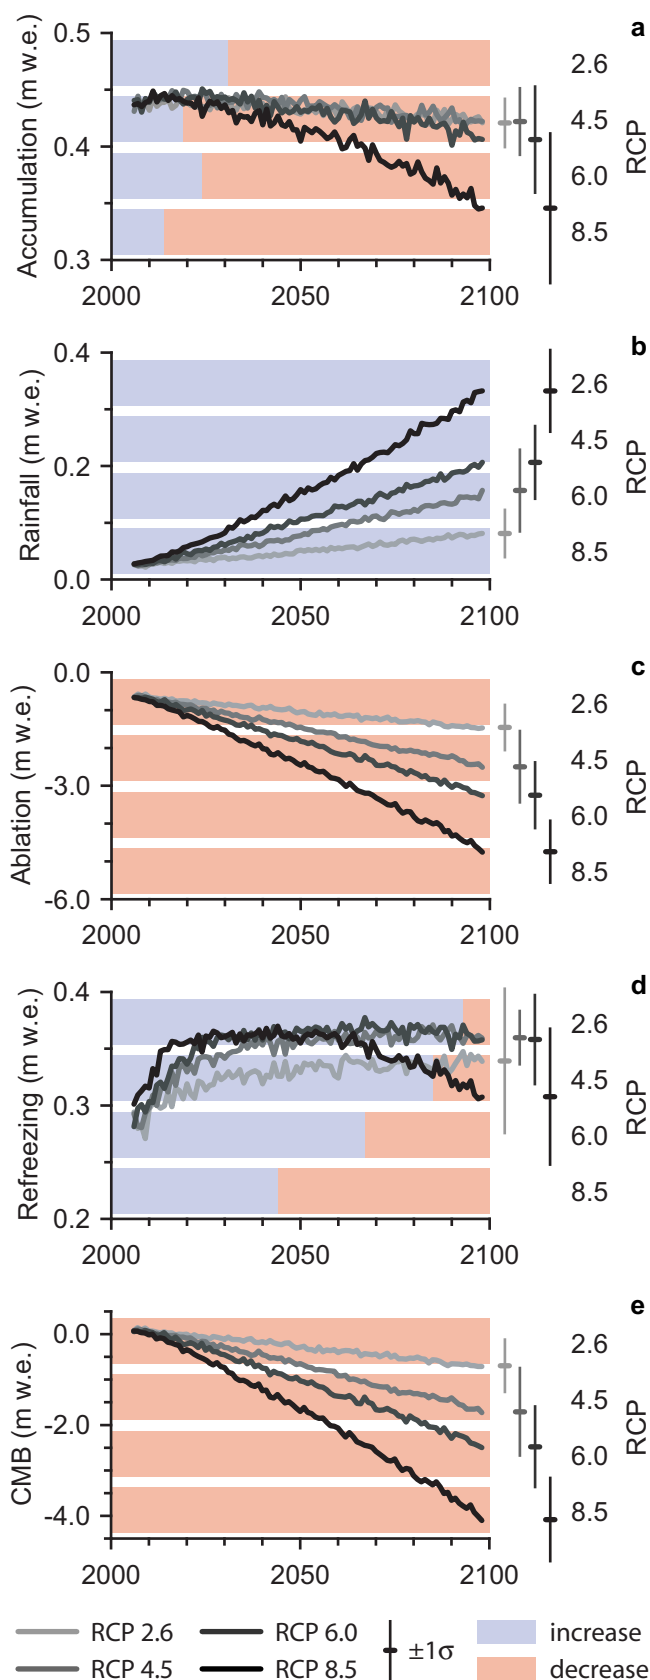 a
0.5
0.4
0.3
Accumulation (m w.e.)
2000
2050
2100
2.6
4.5
6.0
8.5
RCP
b
0.4
0.2
0.0
Rainfall (m w.e.)
2000
2050
2100
2.6
4.5
6.0
8.5
RCP
c
0.0
-3.0
-6.0
Ablation (m w.e.)
2000
2050
2100
2.6
4.5
6.0
8.5
RCP
d
0.4
0.3
0.2
Refreezing (m w.e.)
2000
2050
2100
2.6
4.5
6.0
8.5
RCP
e
0.0
-2.0
-4.0
CMB (m w.e.)
2000
2050
2100
2.6
4.5
6.0
8.5
RCP
RCP 2.6
RCP 6.0
±1σ
increase
RCP 4.5
RCP 8.5
decrease